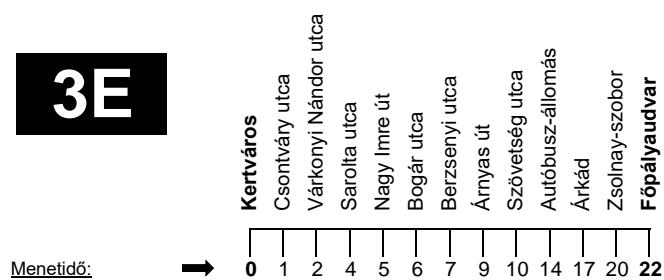 3E
Kertváros
Csontváry utca
Várkonyi Nándor utca
Sarolta utca
Nagy Imre út
Bogár utca
Berzsenyi utca
Árnyas út
Szövetség utca
Autóbusz-állomás
Árkád
Zsolnay-szobor
Főpályaudvar
Menetidő: ➡ 0 1 2 4 5 6 7 9 10 14 17 20 22